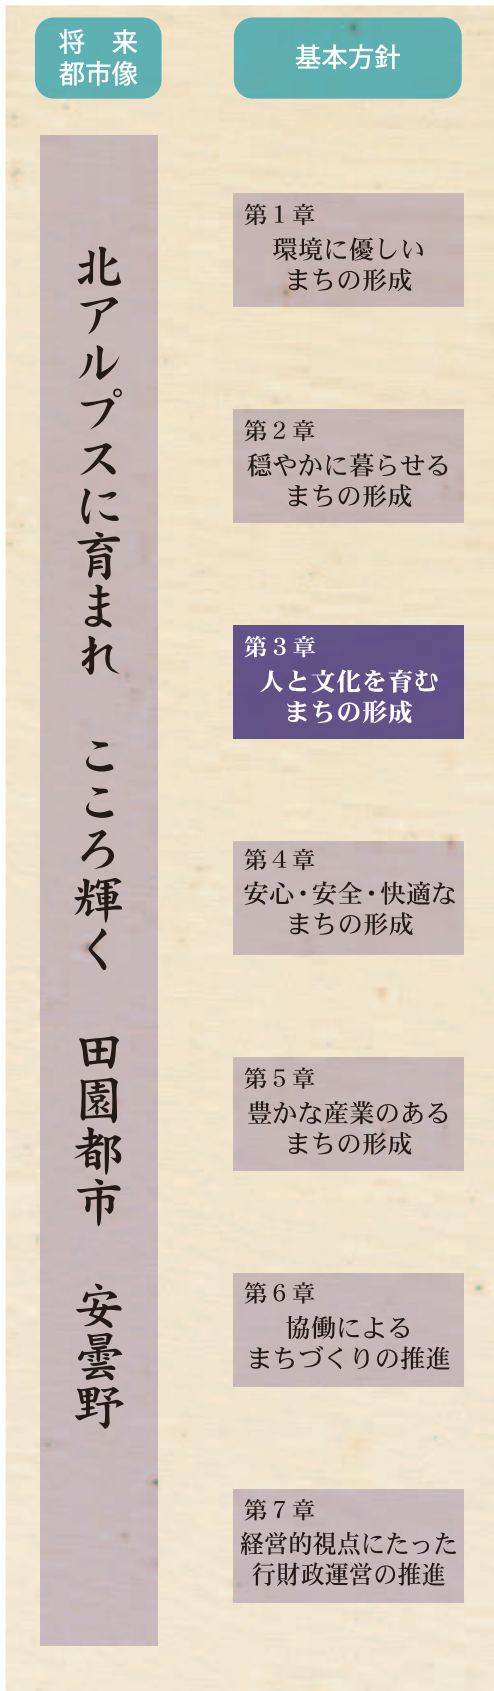 将　来
都市像
基本方針
北アルプスに育まれ　こころ輝く　田園都市　安曇野
第１章
環境に優しい
まちの形成
第２章
穏やかに暮らせる
まちの形成
第３章
人と文化を育む
まちの形成
第４章
安心・安全・快適な
まちの形成
第５章
豊かな産業のある
まちの形成
第６章
協働による
まちづくりの推進
第７章
経営的視点にたった
行財政運営の推進